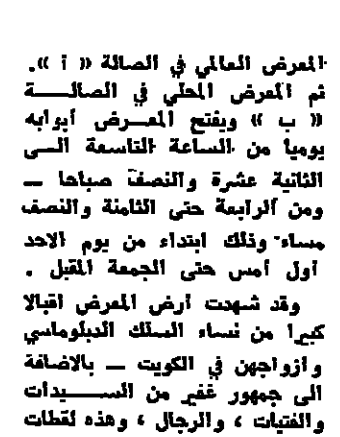 المعرض العالمي في الصالة « أ ».
ثم المعرض المحلي في الصالة
« ب » ويفتح المعرض أبوابه
يوميا من الساعة التاسعة الى
الثانية عشرة والنصف صباحا —
ومن الرابعة حتى الثامنة والنصف
مساء وذلك ابتداء من يوم الاحد
أول أمس حتى الجمعة المقبل .
وقد شهدت أرض المعرض اقبالا
كبيرا من نساء السلك الدبلوماسي
وازواجهن في الكويت — بالاضافة
الى جمهور غفير من السيدات
والفتيات ، والرجال ، وهذه لقطات